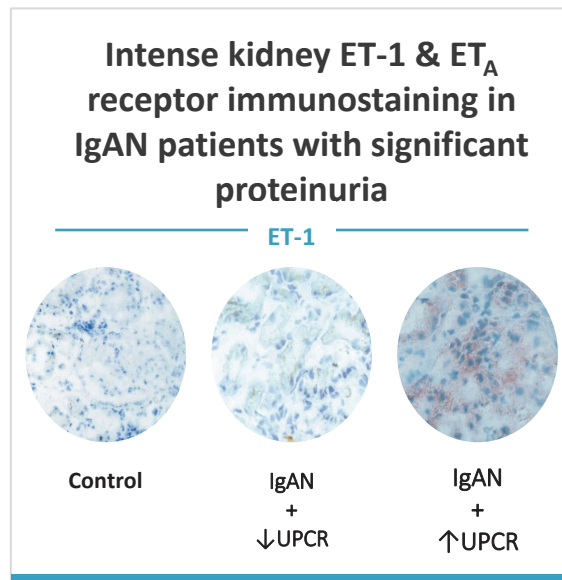 Intense kidney ET-1 & ETA
receptor immunostaining in
IgAN patients with significant
proteinuria
ET-1
Control
IgAN
+
↓UPCR
IgAN
+
↑UPCR